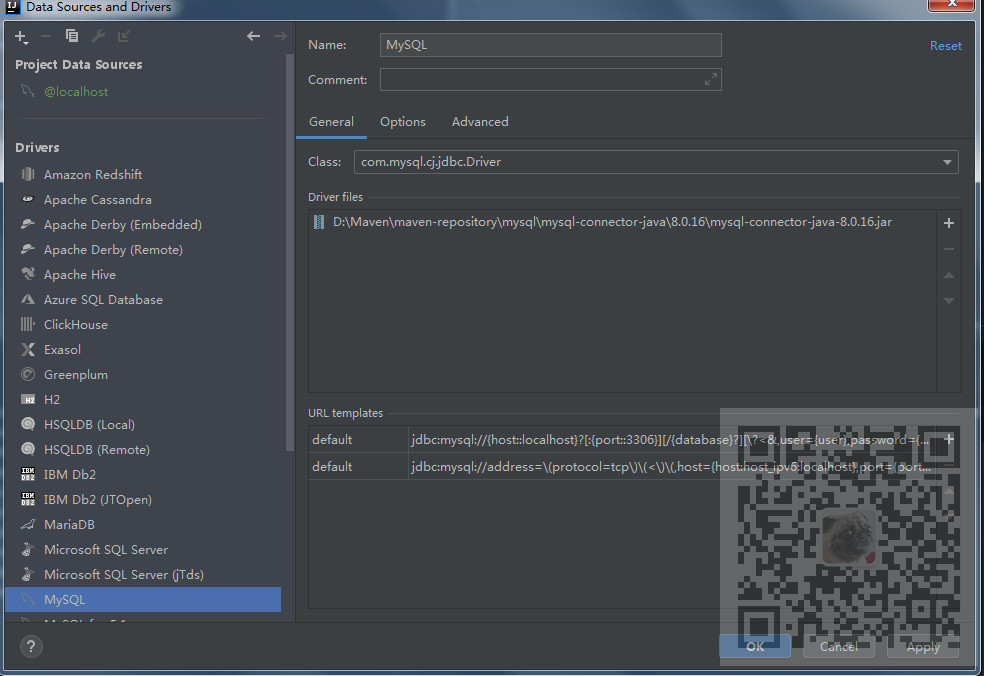 Data Sources and Drivers
Project Data Sources
@localhost
Drivers
Amazon Redshift
Apache Cassandra
Apache Derby (Embedded)
Apache Derby (Remote)
Apache Hive
Azure SQL Database
ClickHouse
Exasol
Greenplum
H2
HSQLDB (Local)
HSQLDB (Remote)
IBM Db2
IBM Db2 (JTOpen)
MariaDB
Microsoft SQL Server
Microsoft SQL Server (jTds)
MySQL
Name: MySQL
Reset
Comment:
General Options Advanced
Class: com.mysql.cj.jdbc.Driver
Driver files
D:\Maven\maven-repository\mysql\mysql-connector-java\8.0.16\mysql-connector-java-8.0.16.jar
URL templates
default jdbc:mysql://{host::localhost}?[:{port::3306}][/{database}?][\?<&,user={user},password={...
default jdbc:mysql://address=\(protocol=tcp\)\(<\)\(,host={host:host_ipv6:localhost},port={port...
OK Cancel Apply